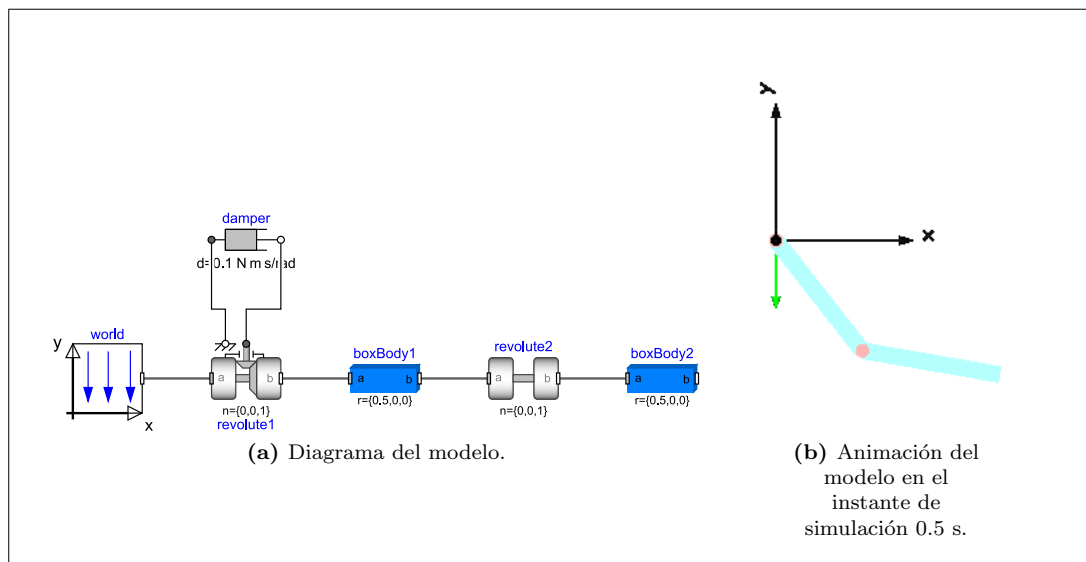 damper
d=0.1 N m s/rad
world
y
x
a
b
n={0,0,1}
revolute1
boxBody1
a
b
r={0.5,0,0}
revolute2
a
b
n={0,0,1}
boxBody2
a
b
r={0.5,0,0}
(a) Diagrama del modelo.
y
x
(b) Animación del
modelo en el
instante de
simulación 0.5 s.